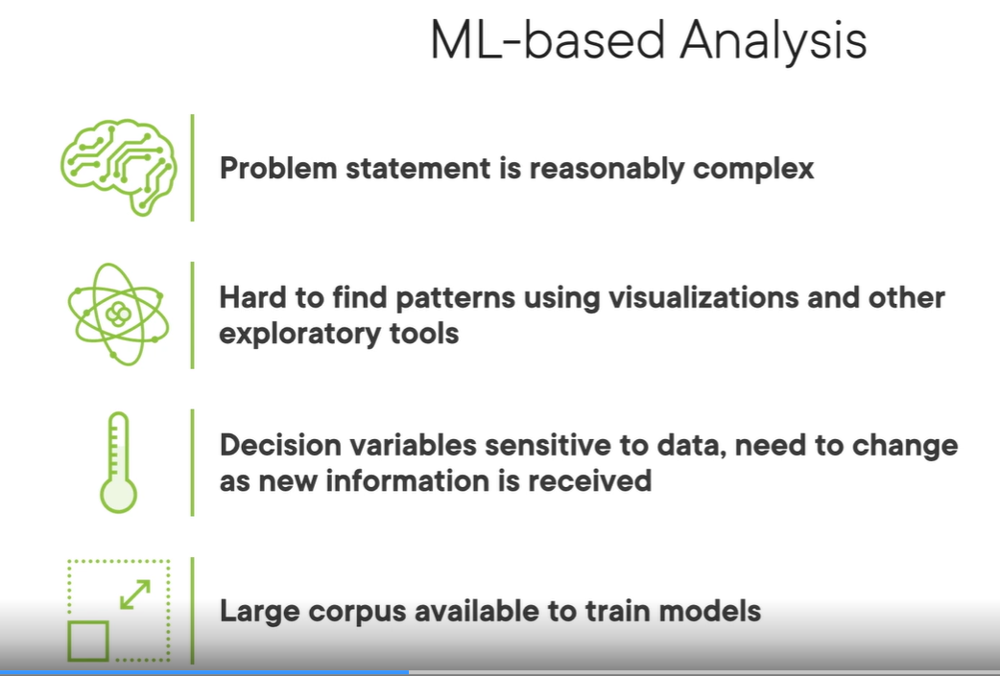 ML-based Analysis
Problem statement is reasonably complex
Hard to find patterns using visualizations and other
exploratory tools
Decision variables sensitive to data, need to change
as new information is received
Large corpus available to train models